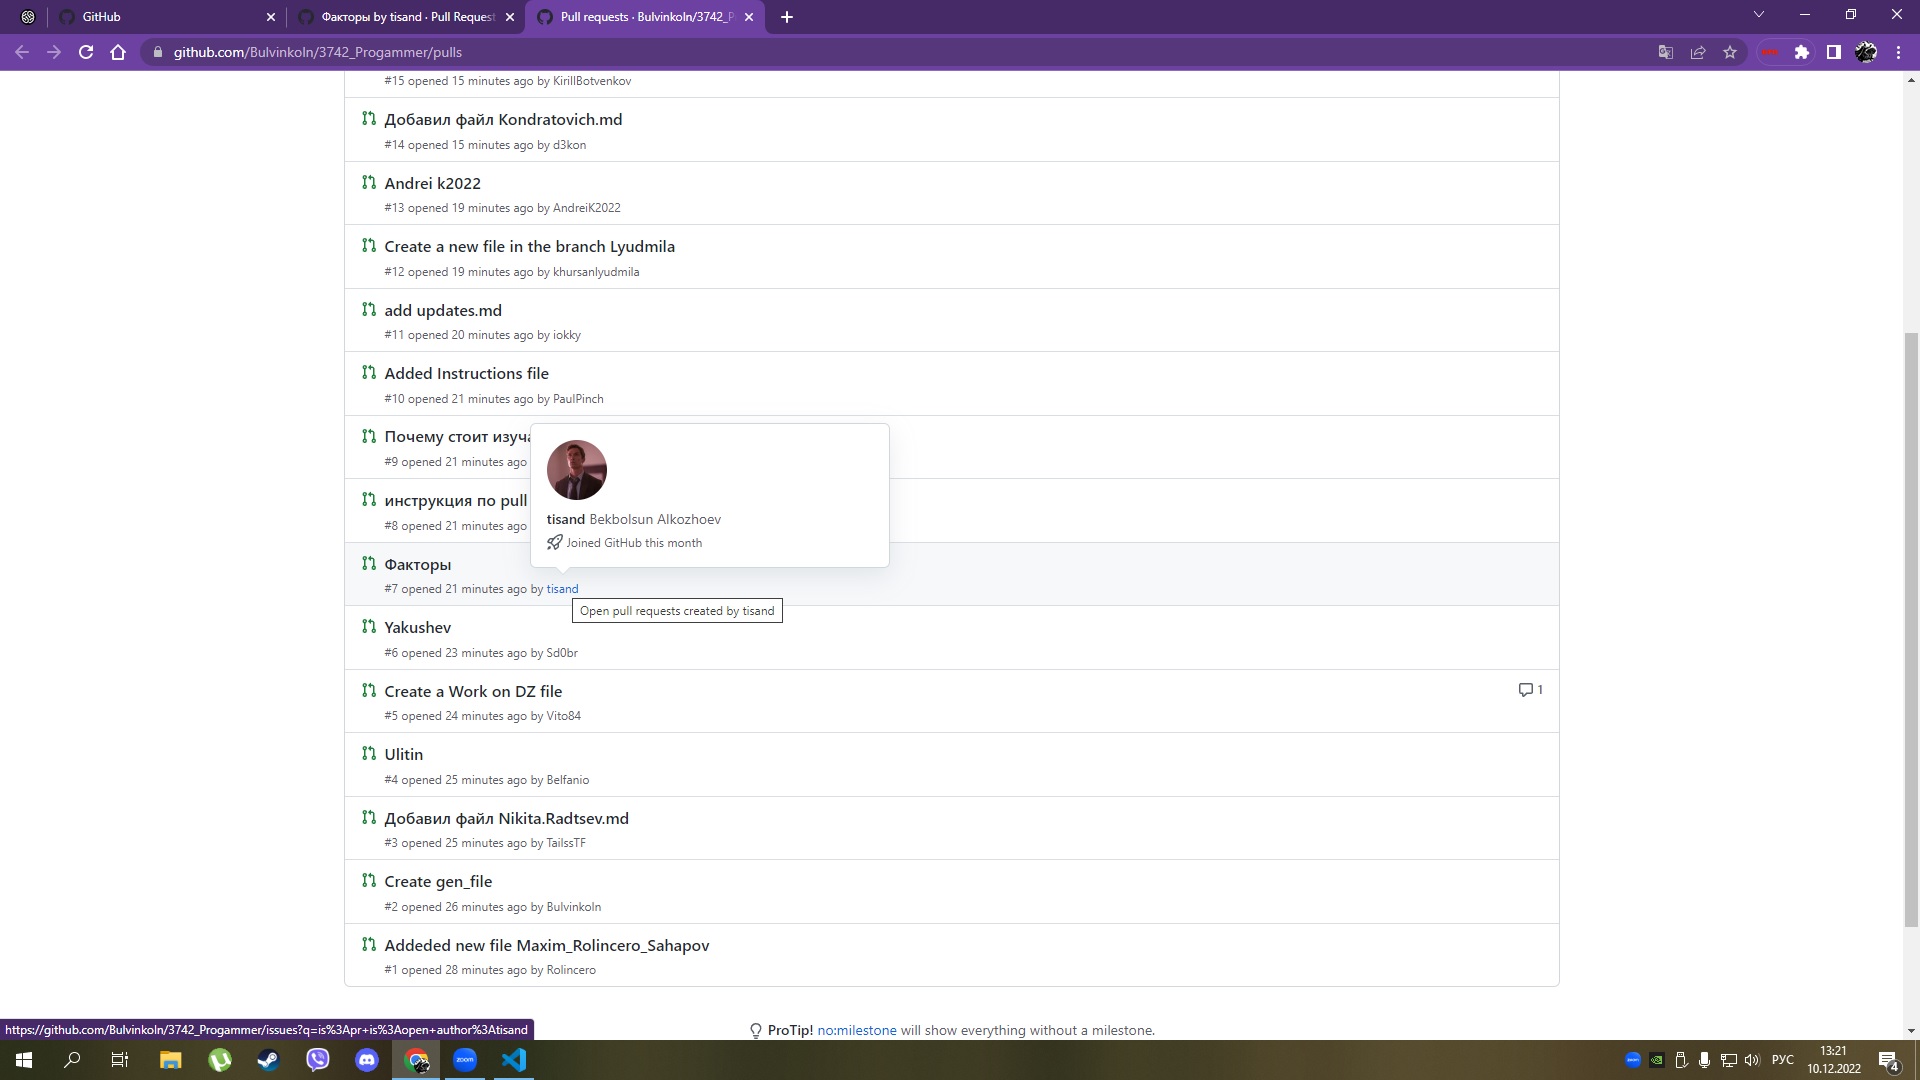 GitHub
Факторы by tisand · Pull Request
Pull requests · Bulvinkoln/3742_P
github.com/Bulvinkoln/3742_Progammer/pulls
#15 opened 15 minutes ago by KirillBotvenkov
Добавил файл Kondratovich.md
#14 opened 15 minutes ago by d3kon
Andrei k2022
#13 opened 19 minutes ago by AndreiK2022
Create a new file in the branch Lyudmila
#12 opened 19 minutes ago by khursanlyudmila
add updates.md
#11 opened 20 minutes ago by iokky
Added Instructions file
#10 opened 21 minutes ago by PaulPinch
Почему стоит изуча
#9 opened 21 minutes ago
инструкция по pull
#8 opened 21 minutes ago
tisand Bekbolsun Alkozhoev
Joined GitHub this month
Факторы
#7 opened 21 minutes ago by tisand
Open pull requests created by tisand
Yakushev
#6 opened 23 minutes ago by Sd0br
Create a Work on DZ file
1
#5 opened 24 minutes ago by Vito84
Ulitin
#4 opened 25 minutes ago by Belfanio
Добавил файл Nikita.Radtsev.md
#3 opened 25 minutes ago by TailssTF
Create gen_file
#2 opened 26 minutes ago by Bulvinkoln
Addeded new file Maxim_Rolincero_Sahapov
#1 opened 28 minutes ago by Rolincero
ProTip! no:milestone will show everything without a milestone.
https://github.com/Bulvinkoln/3742_Progammer/issues?q=is%3Apr+is%3Aopen+author%3Atisand
zoom
РУС
13:21
10.12.2022
4